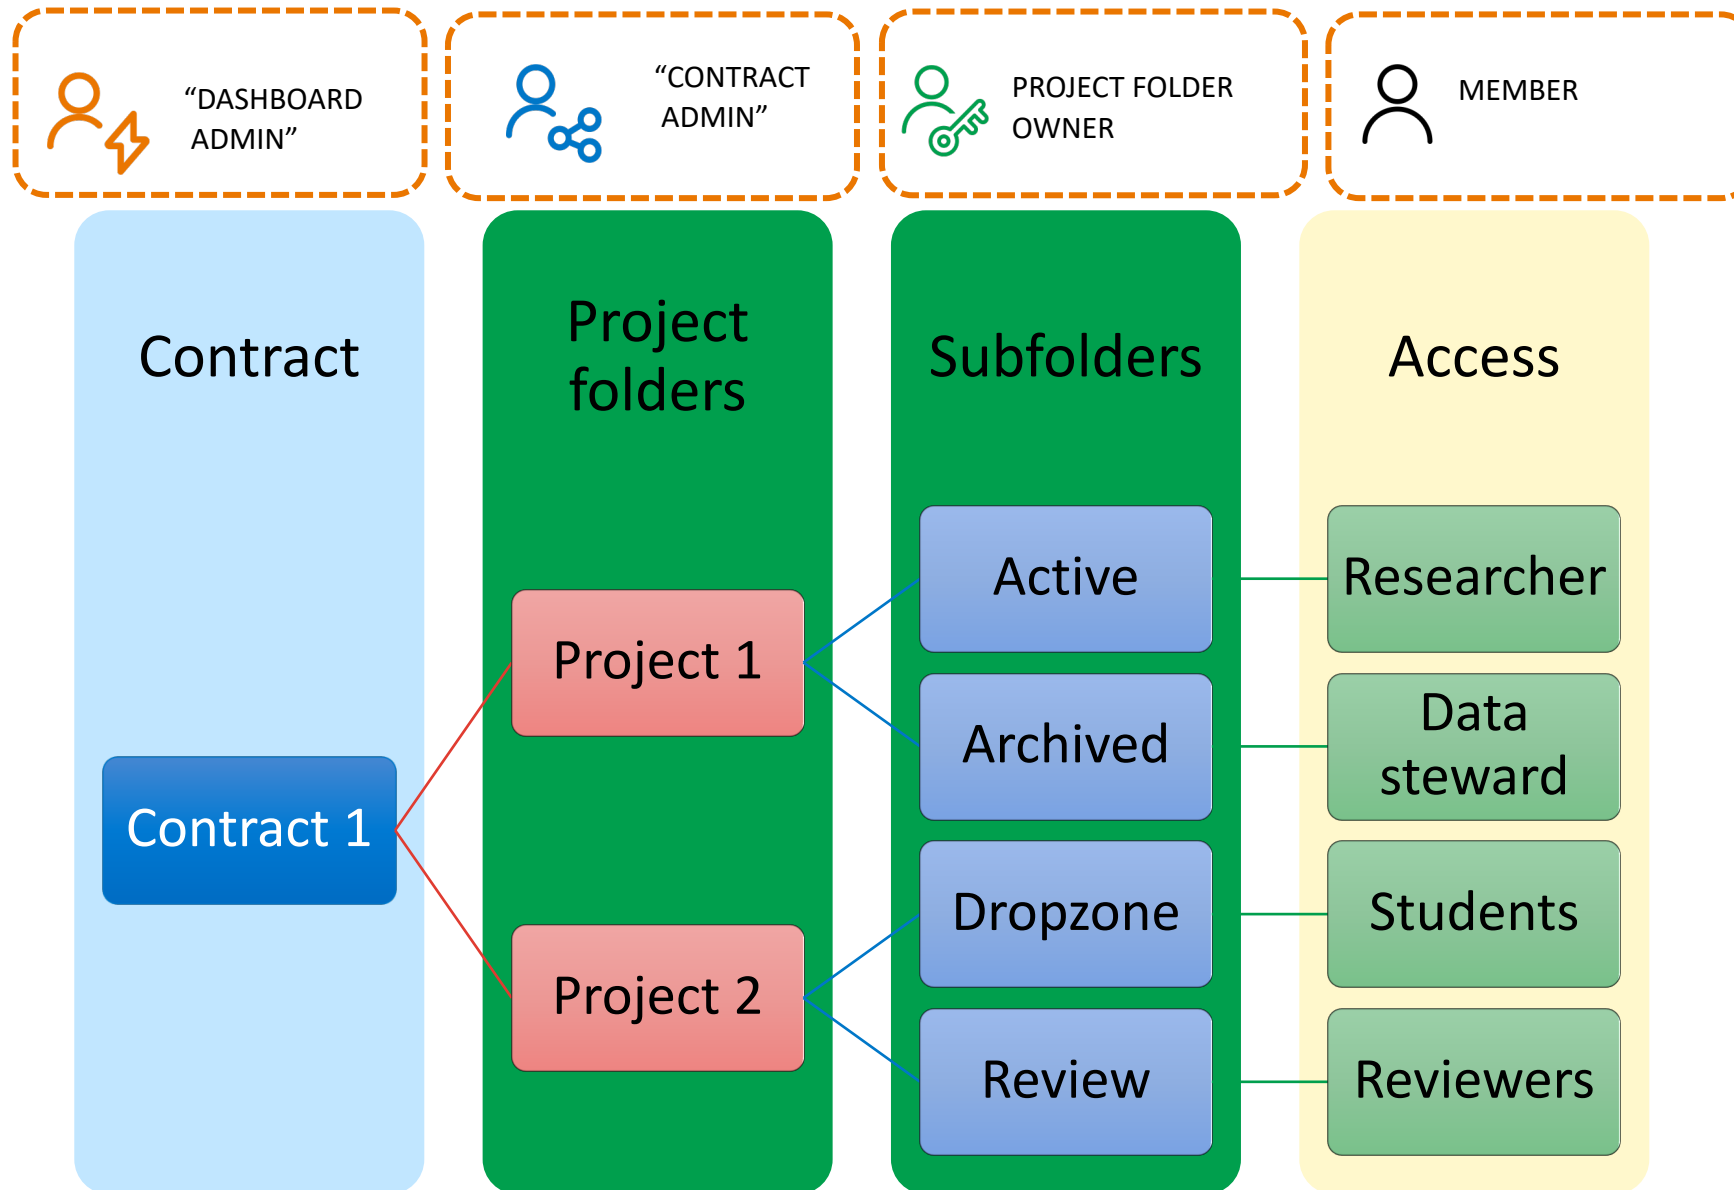 “DASHBOARD
ADMIN”
“CONTRACT
ADMIN”
PROJECT FOLDER
OWNER
MEMBER
Contract
Project
folders
Subfolders
Access
Contract 1
Project 1
Project 2
Active
Archived
Dropzone
Review
Researcher
Data
steward
Students
Reviewers